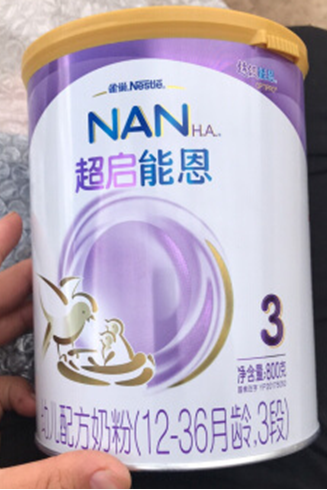 雀巢 Nestlé
NAN H.A.
超启能恩
3
净含量:800克
幼儿配方奶粉(12-36月龄,3段)